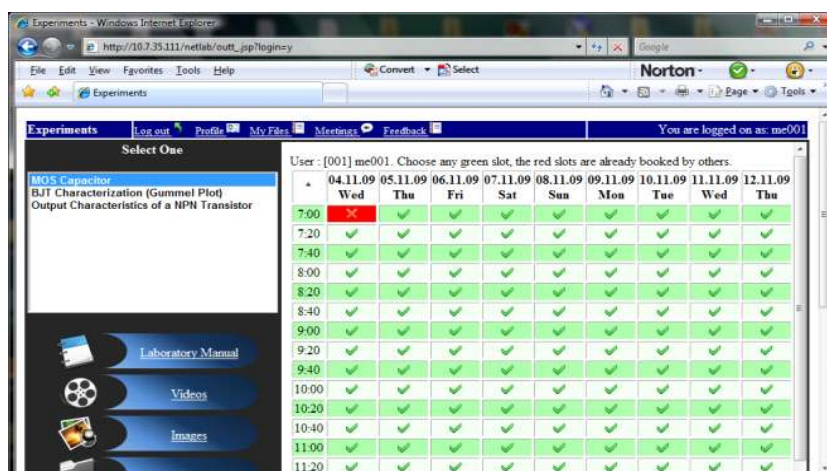 Experiments - Windows Internet Explorer
http://10.7.35.111/netlab/outt_.jsp?login=y
Google
File Edit View Favorites Tools Help
Convert Select
Norton
Experiments
Page Tools
Experiments Log out Profile My Files Meetings Feedback You are logged on as: me001
Select One
MOS Capacitor
BJT Characterization (Gummel Plot)
Output Characteristics of a NPN Transistor
Laboratory Manual
Videos
Images
User : [001] me001. Choose any green slot, the red slots are already booked by others.
04.11.09 05.11.09 06.11.09 07.11.09 08.11.09 09.11.09 10.11.09 11.11.09 12.11.09
Wed Thu Fri Sat Sun Mon Tue Wed Thu
7:00
7:20
7:40
8:00
8:20
8:40
9:00
9:20
9:40
10:00
10:20
10:40
11:00
11:20